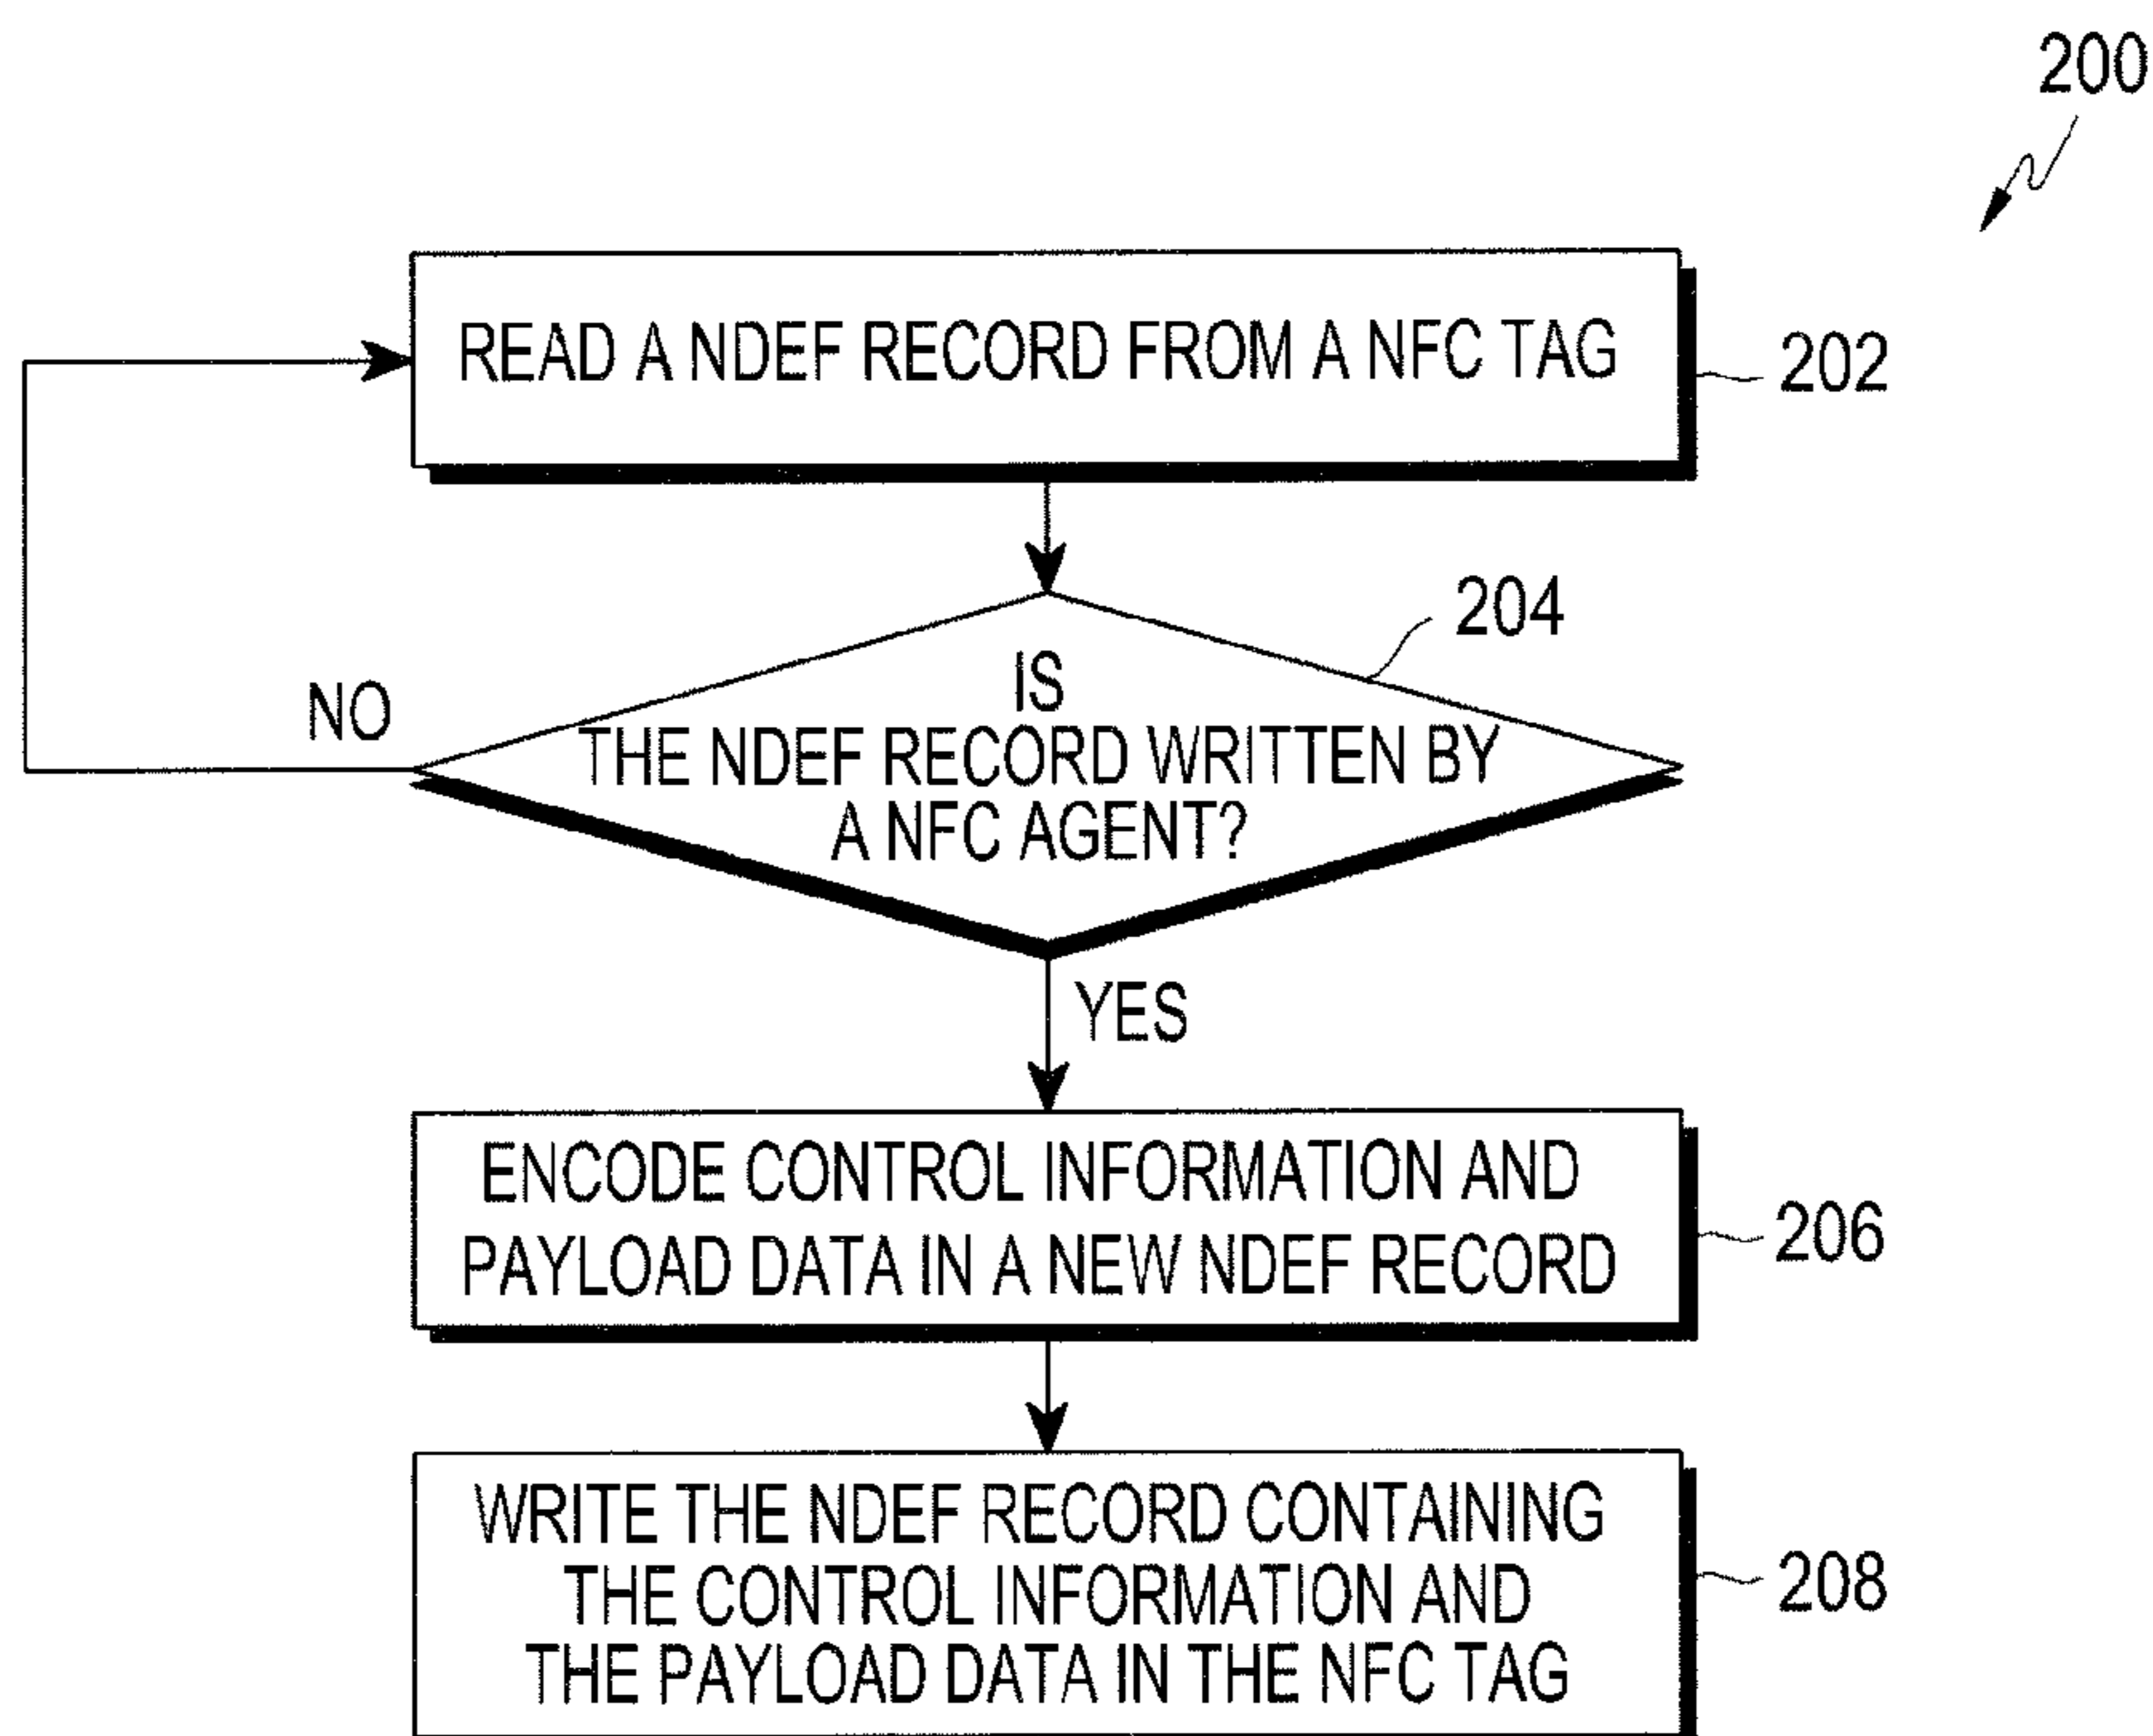 200
READ A NDEF RECORD FROM A NFC TAG
202
204
IS
THE NDEF RECORD WRITTEN BY
A NFC AGENT?
NO
YES
ENCODE CONTROL INFORMATION AND
PAYLOAD DATA IN A NEW NDEF RECORD
206
WRITE THE NDEF RECORD CONTAINING
THE CONTROL INFORMATION AND
THE PAYLOAD DATA IN THE NFC TAG
208